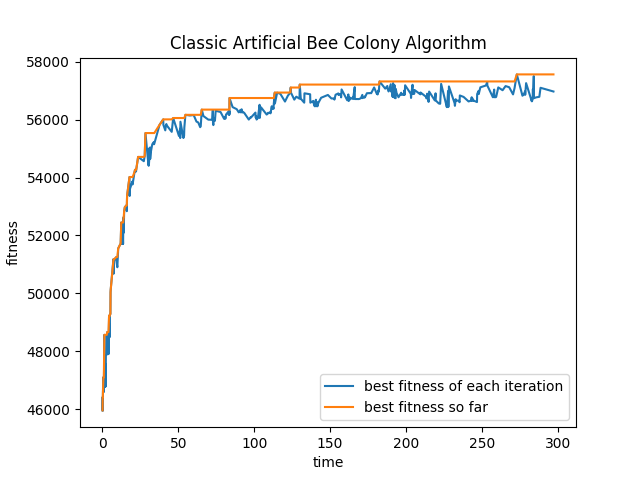 Classic Artificial Bee Colony Algorithm
58000
56000
54000
52000
50000
48000
46000
fitness
0 50 100 150 200 250 300
time
best fitness of each iteration
best fitness so far